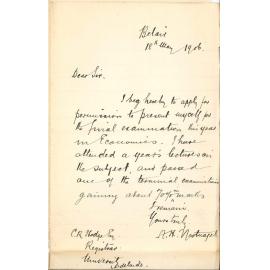 Belair
18th May 1906.
Dear Sir,
I beg hereby to apply for
permission to present myself for
the final examination this year
in Economics. I have
attended a year's lectures on
the subject, and passed
one of the terminal examinations
gaining about 70% marks
I remain
Yours truly
C.R. Hodge Esq
A.H.
Registrar
University
Adelaide.